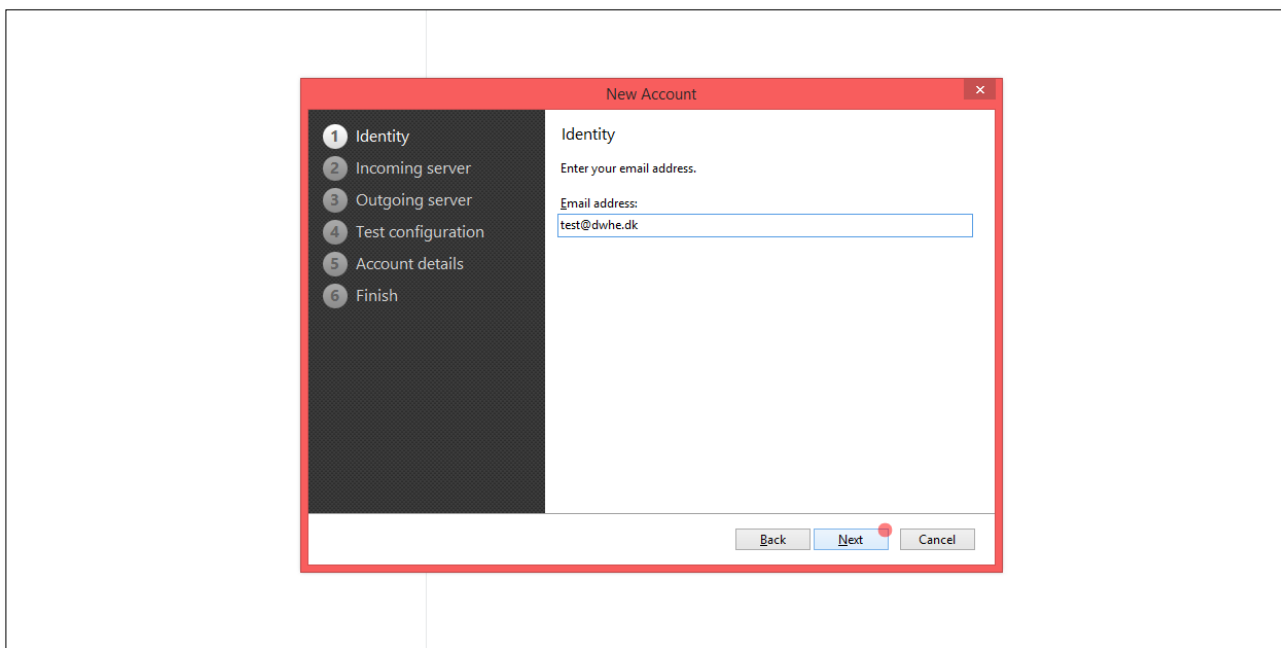 New Account
1 Identity
2 Incoming server
3 Outgoing server
4 Test configuration
5 Account details
6 Finish
Identity
Enter your email address.
Email address:
test@dwhe.dk
Back
Next
Cancel